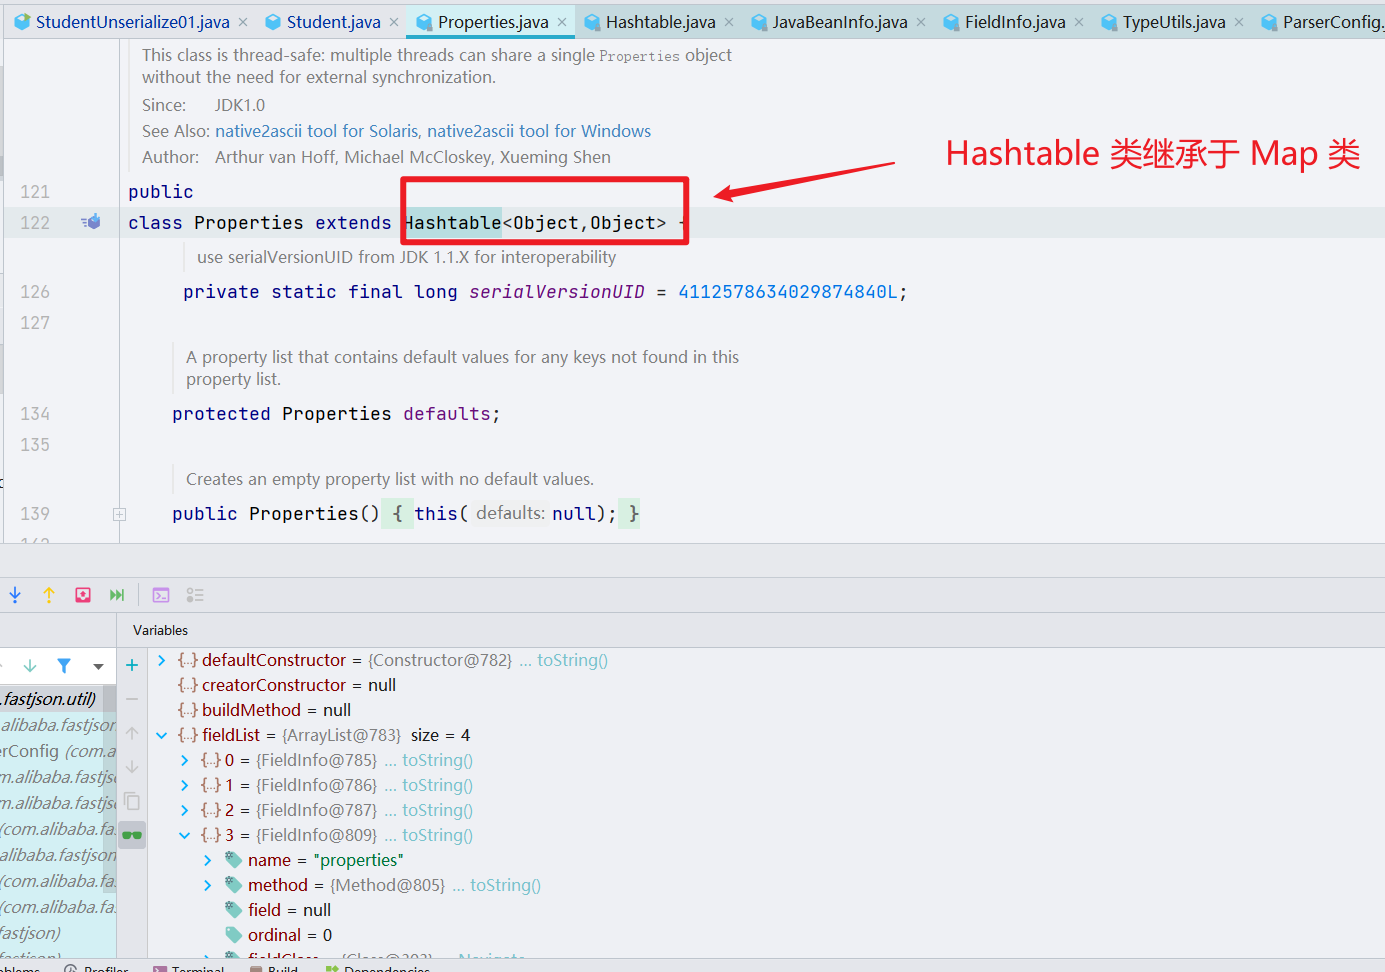 StudentUnserialize01.java × Student.java × Properties.java × Hashtable.java × JavaBeanInfo.java × FieldInfo.java × TypeUtils.java × ParserConfig.
This class is thread-safe: multiple threads can share a single Properties object
without the need for external synchronization.
Since: JDK1.0
See Also: native2ascii tool for Solaris, native2ascii tool for Windows
Author: Arthur van Hoff, Michael McCloskey, Xueming Shen
Hashtable 类继承于 Map 类
121 public
122 class Properties extends Hashtable<Object,Object> {
use serialVersionUID from JDK 1.1.X for interoperability
126 private static final long serialVersionUID = 4112578634029874840L;
127
A property list that contains default values for any keys not found in this
property list.
134 protected Properties defaults;
135
Creates an empty property list with no default values.
139 public Properties() { this( defaults: null); }
Variables
defaultConstructor = {Constructor@782} ... toString()
creatorConstructor = null
buildMethod = null
fieldList = {ArrayList@783} size = 4
0 = {FieldInfo@785} ... toString()
1 = {FieldInfo@786} ... toString()
2 = {FieldInfo@787} ... toString()
3 = {FieldInfo@809} ... toString()
name = "properties"
method = {Method@805} ... toString()
field = null
ordinal = 0
.fastjson.util)
alibaba.fastjson
erConfig (com.a
m.alibaba.fastjs
m.alibaba.fastjs
(com.alibaba.fa
alibaba.fastjson
(com.alibaba.fa
(com.alibaba.fa
fastjson)
Profiler Terminal Build Dependencies